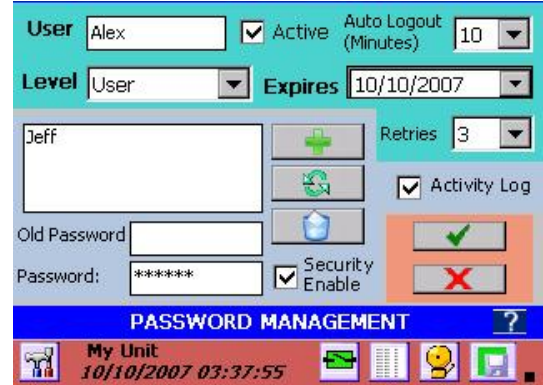 User Alex Active Auto Logout (Minutes) 10
Level User Expires 10/10/2007
Jeff
Retries 3
Activity Log
Old Password
Password: ****** Security Enable
PASSWORD MANAGEMENT ?
My Unit
10/10/2007 03:37:55